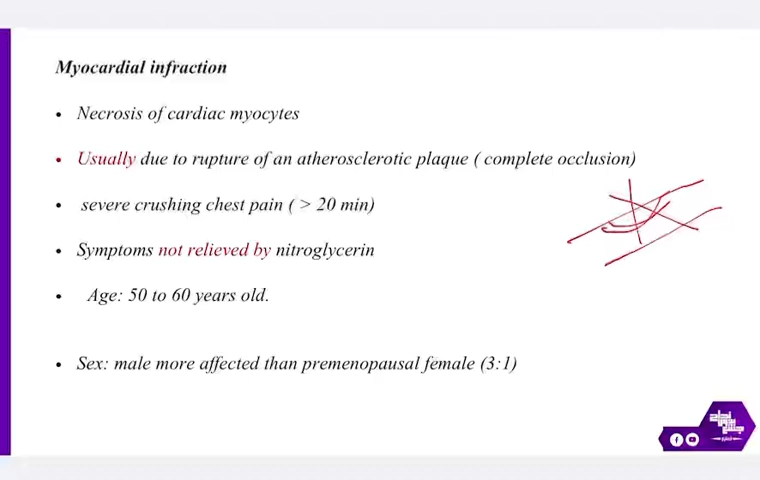 Myocardial infraction
• Necrosis of cardiac myocytes
• Usually due to rupture of an atherosclerotic plaque ( complete occlusion)
• severe crushing chest pain ( > 20 min)
• Symptoms not relieved by nitroglycerin
• Age: 50 to 60 years old.
• Sex: male more affected than premenopausal female (3:1)